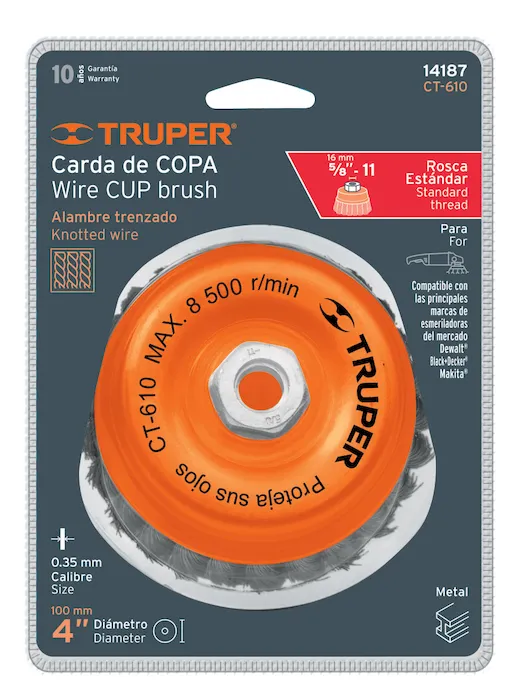 10 años Garantía
Warranty
14187
CT-610
TRUPER®
Carda de COPA
Wire CUP brush
Alambre trenzado
Knotted wire
16 mm
5/8" - 11
Rosca
Estándar
Standard
thread
Para
For
Compatible con
las principales
marcas de
esmeriladoras
del mercado
Dewalt®
Black+Decker®
Makita®
MAX. 8 500 r/min
TRUPER
CT-610
Proteja sus ojos
0.35 mm
Calibre
Size
100 mm
4" Diámetro
Diameter
Metal